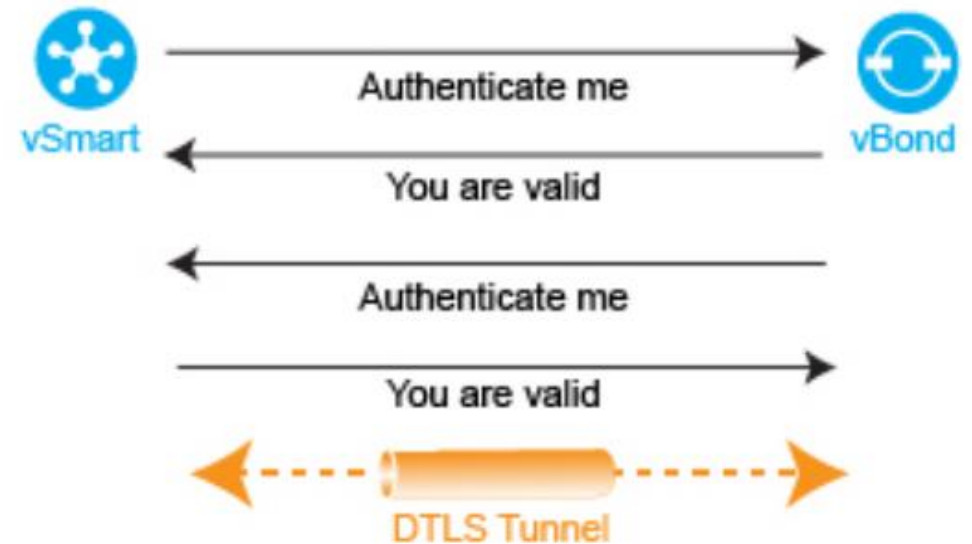 vSmart
vBond
Authenticate me
You are valid
Authenticate me
You are valid
DTLS Tunnel